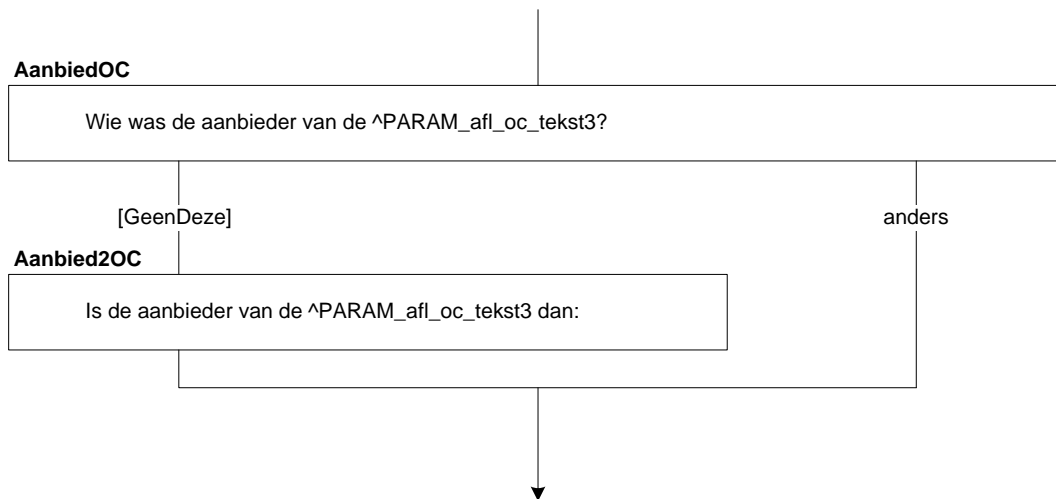 AanbiedOC
Wie was de aanbieder van de ^PARAM_afl_oc_tekst3?
[GeenDeze]
anders
Aanbied2OC
Is de aanbieder van de ^PARAM_afl_oc_tekst3 dan: